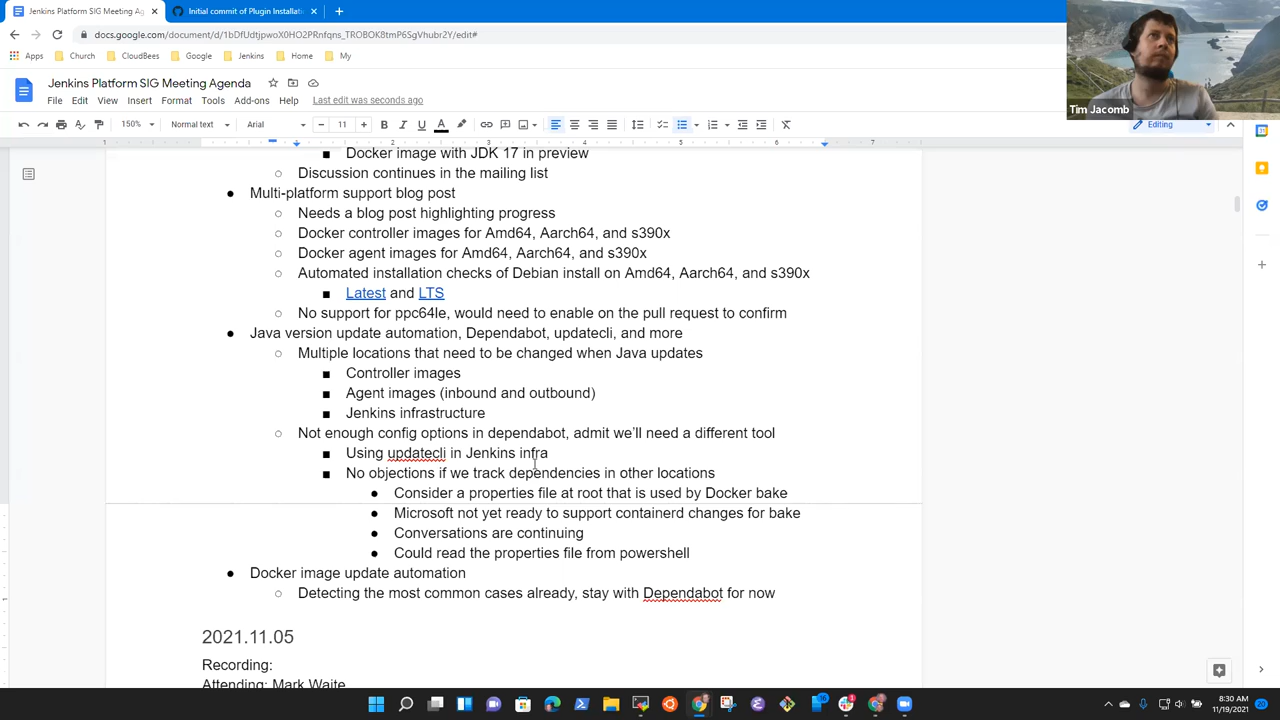 Jenkins Platform SIG Meeting Ag
Initial commit of Plugin Installati
docs.google.com/document/d/1bDfUdtjpwoX0HO2PRnfqns_TROBOK8tmP6SgVhubr2Y/edit#
Apps
Church
CloudBees
Google
Jenkins
Home
My
Jenkins Platform SIG Meeting Agenda
File Edit View Insert Format Tools Add-ons Help Last edit was seconds ago
150% Normal text Arial 11
Editing
Tim Jacomb
1 1 2 3 4 5 6 7
Docker image with JDK 17 in preview
Discussion continues in the mailing list
Multi-platform support blog post
Needs a blog post highlighting progress
Docker controller images for Amd64, Aarch64, and s390x
Docker agent images for Amd64, Aarch64, and s390x
Automated installation checks of Debian install on Amd64, Aarch64, and s390x
Latest and LTS
No support for ppc64le, would need to enable on the pull request to confirm
Java version update automation, Dependabot, updatecli, and more
Multiple locations that need to be changed when Java updates
Controller images
Agent images (inbound and outbound)
Jenkins infrastructure
Not enough config options in dependabot, admit we'll need a different tool
Using updatecli in Jenkins infra
No objections if we track dependencies in other locations
Consider a properties file at root that is used by Docker bake
Microsoft not yet ready to support containerd changes for bake
Conversations are continuing
Could read the properties file from powershell
Docker image update automation
Detecting the most common cases already, stay with Dependabot for now
2021.11.05
Recording:
Attending: Mark Waite
8:30 AM
11/19/2021